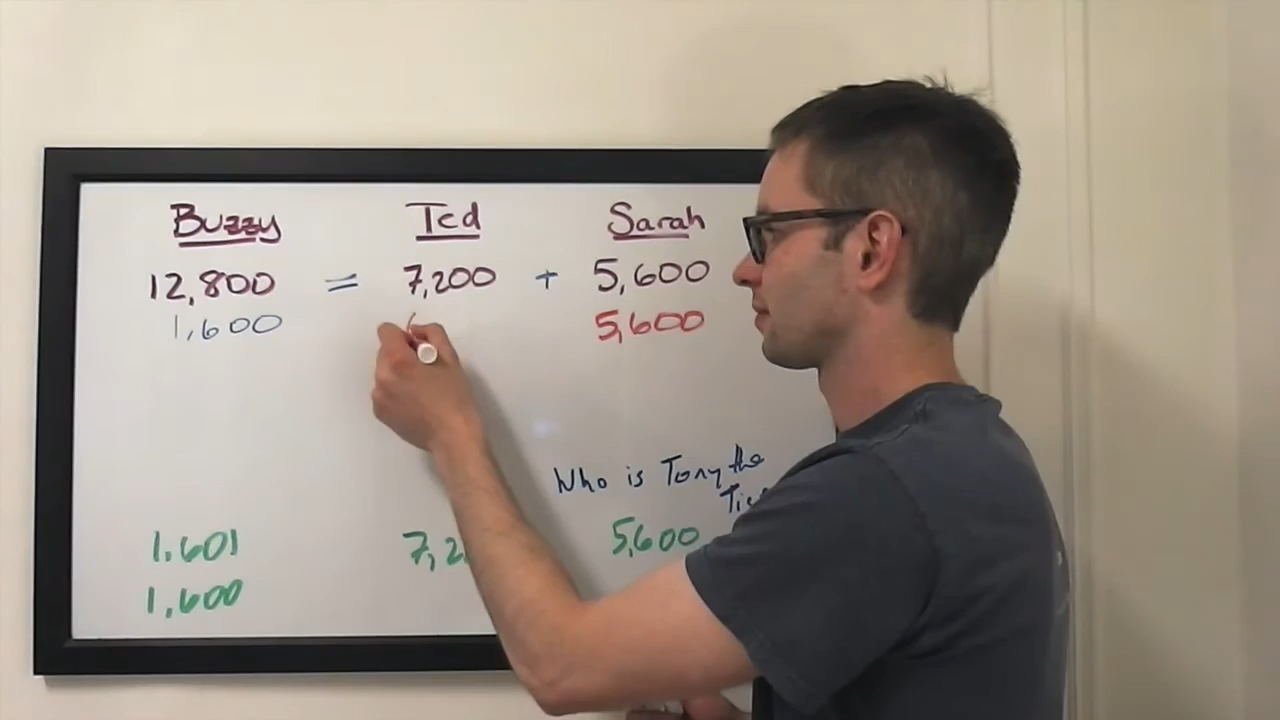 Buzzy Ted Sarah
12,800 = 7,200 + 5,600
1,600 5,600
Who is Tony the
1,601 5,600
1,600